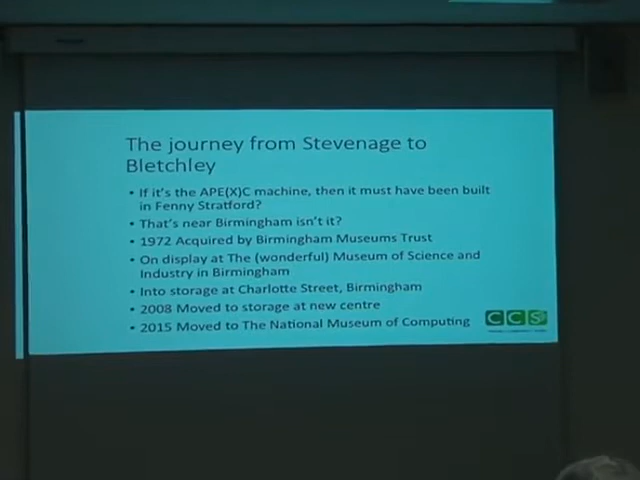 The journey from Stevenage to
Bletchley
• If it's the APE(X)C machine, then it must have been built
in Fenny Stratford?
• That's near Birmingham isn't it?
• 1972 Acquired by Birmingham Museums Trust
• On display at The (wonderful) Museum of Science and
Industry in Birmingham
• Into storage at Charlotte Street, Birmingham
• 2008 Moved to storage at new centre
• 2015 Moved to The National Museum of Computing
CCS